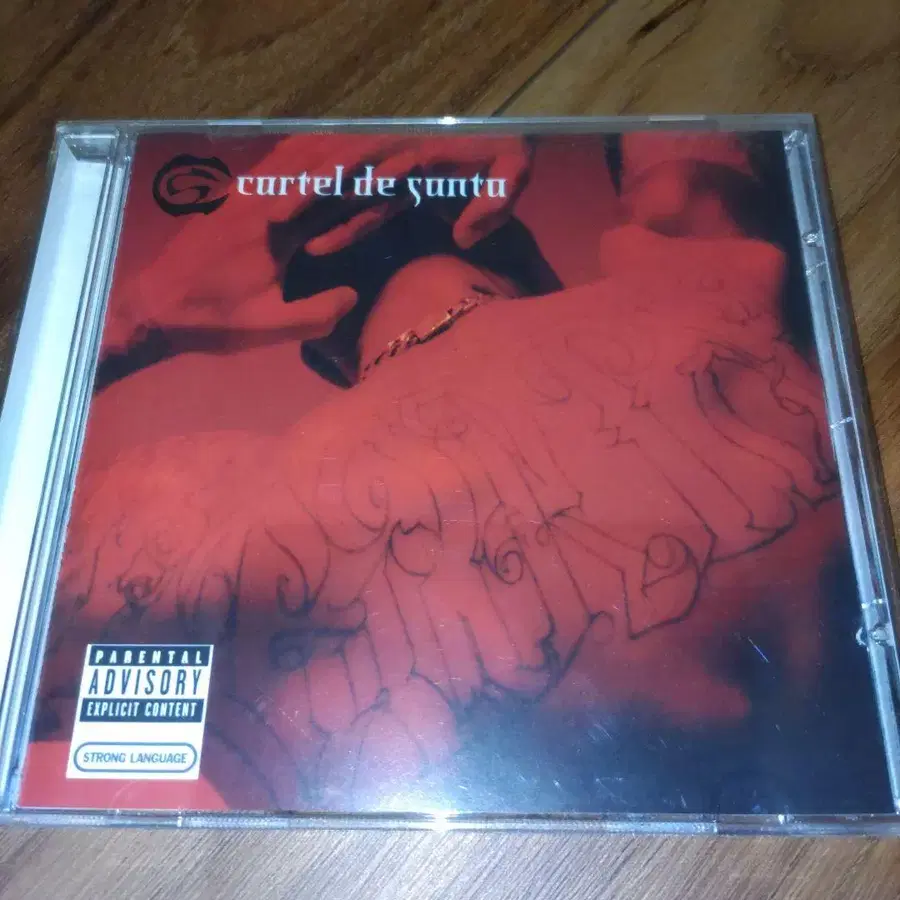 cartel de santa
PARENTAL
ADVISORY
EXPLICIT CONTENT
STRONG LANGUAGE